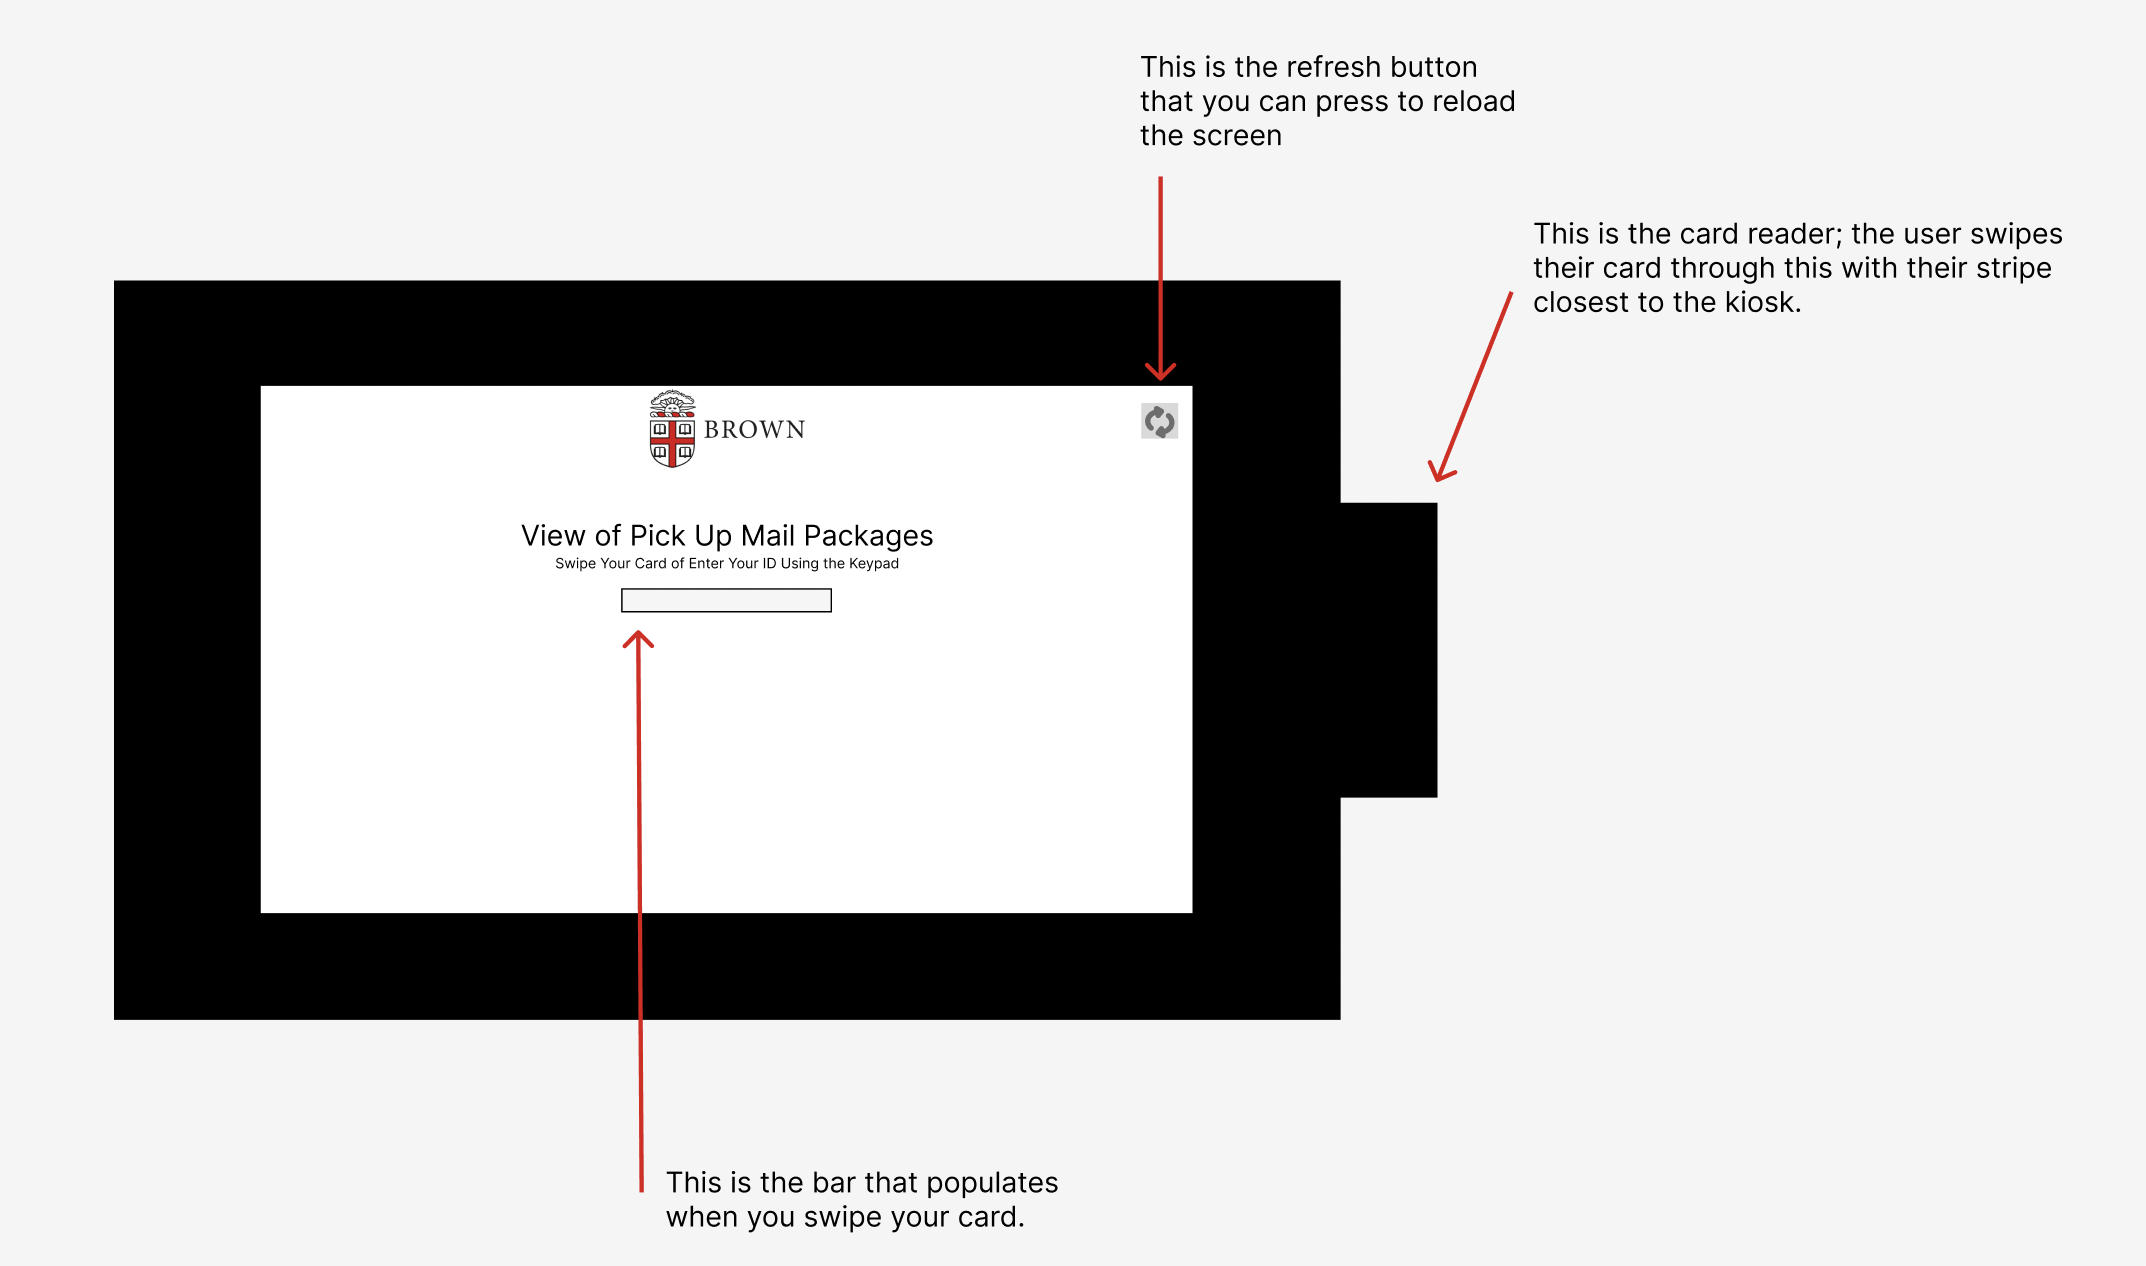 This is the refresh button
that you can press to reload
the screen
This is the card reader; the user swipes
their card through this with their stripe
closest to the kiosk.
BROWN
View of Pick Up Mail Packages
Swipe Your Card of Enter Your ID Using the Keypad
This is the bar that populates
when you swipe your card.